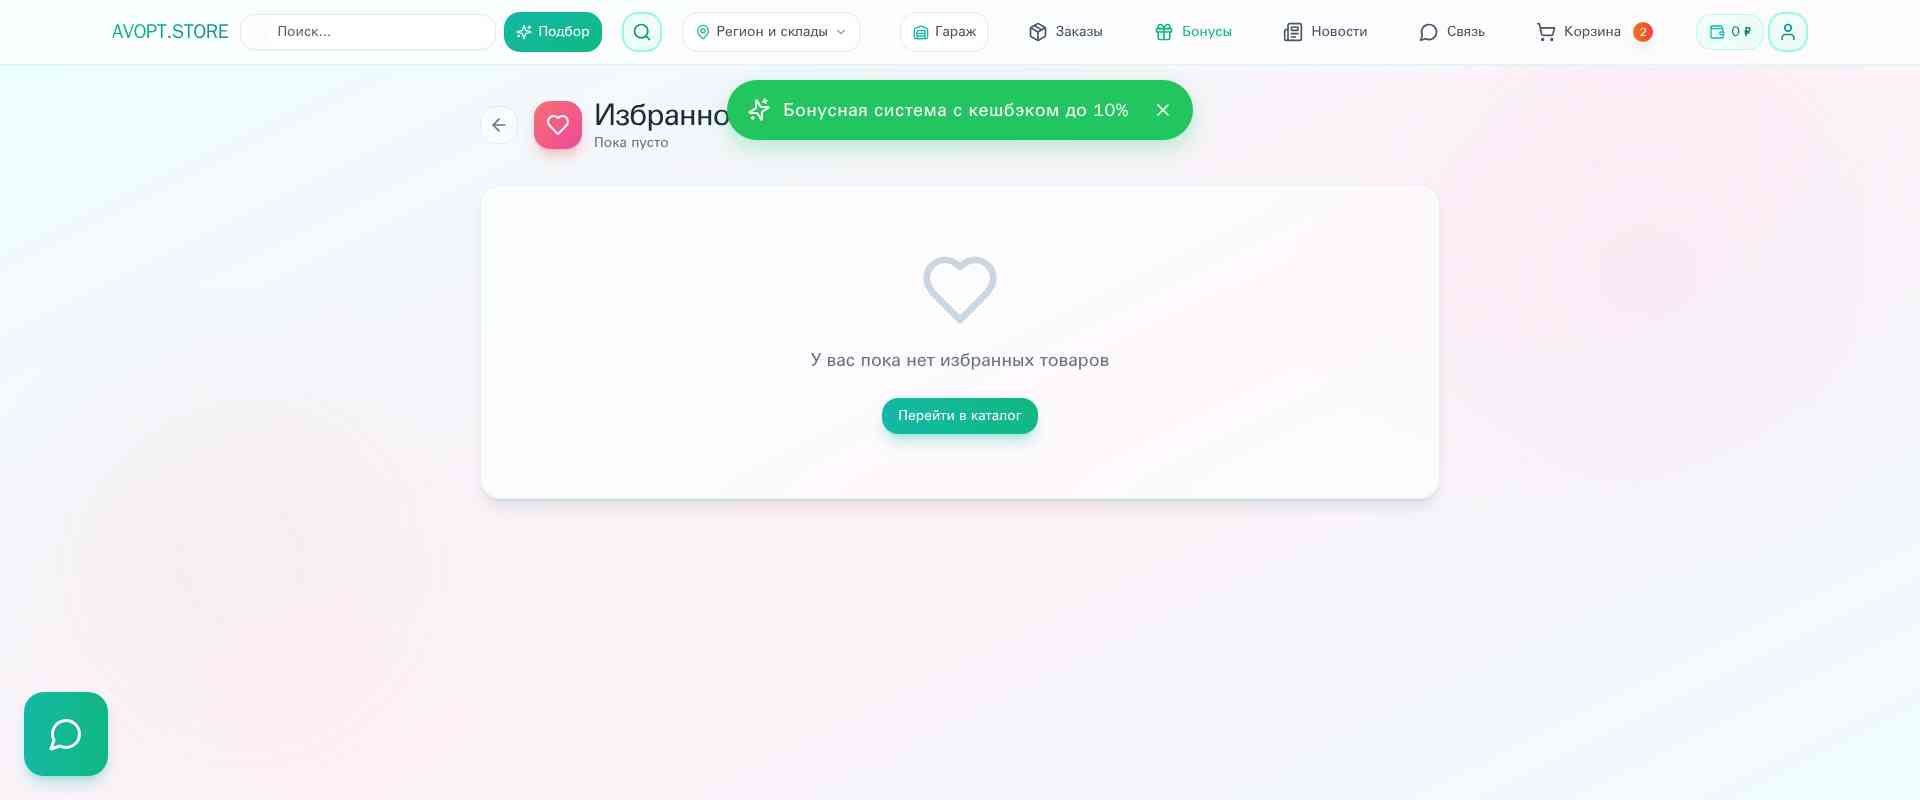 AVOPT.STORE
Поиск...
Подбор
Регион и склады
Гараж
Заказы
Бонусы
Новости
Связь
Корзина
2
0 ₽
Бонусная система с кешбэком до 10%
Избранно
Пока пусто
У вас пока нет избранных товаров
Перейти в каталог